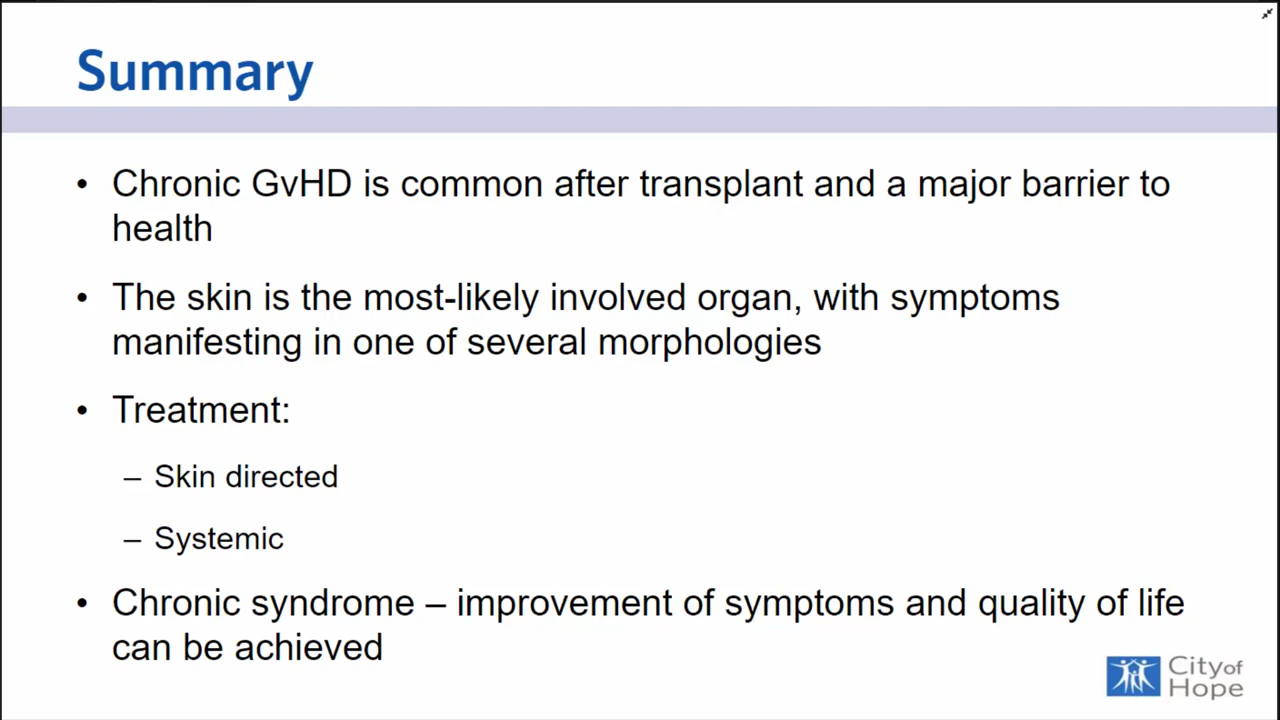 Summary
• Chronic GvHD is common after transplant and a major barrier to
health
• The skin is the most-likely involved organ, with symptoms
manifesting in one of several morphologies
• Treatment:
– Skin directed
– Systemic
• Chronic syndrome – improvement of symptoms and quality of life
can be achieved
City of
Hope